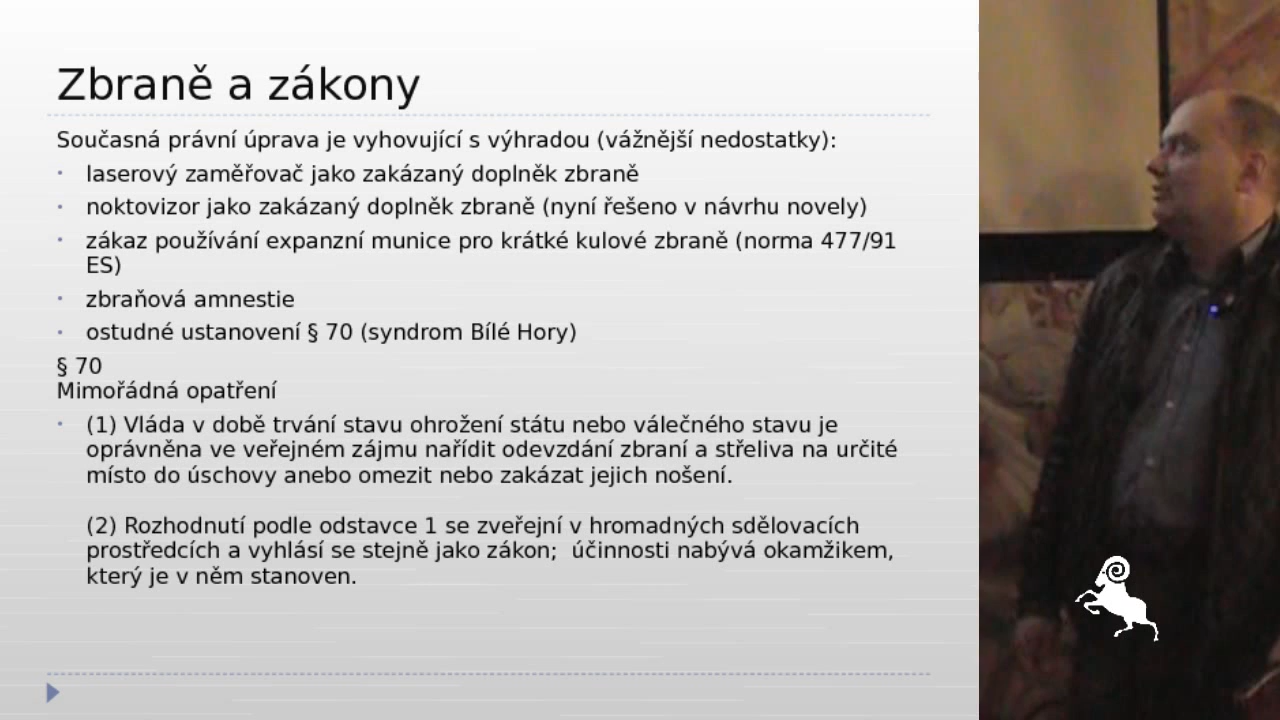 Zbraně a zákony
Současná právní úprava je vyhovující s výhradou (vážnější nedostatky):
laserový zaměřovač jako zakázaný doplněk zbraně
noktovizor jako zakázaný doplněk zbraně (nyní řešeno v návrhu novely)
zákaz používání expanzní munice pro krátké kulové zbraně (norma 477/91
ES)
zbraňová amnestie
ostudné ustanovení § 70 (syndrom Bílé Hory)
§ 70
Mimořádná opatření
(1) Vláda v době trvání stavu ohrožení státu nebo válečného stavu je
oprávněna ve veřejném zájmu nařídit odevzdání zbraní a střeliva na určité
místo do úschovy anebo omezit nebo zakázat jejich nošení.
(2) Rozhodnutí podle odstavce 1 se zveřejní v hromadných sdělovacích
prostředcích a vyhlásí se stejně jako zákon;  účinnosti nabývá okamžikem,
který je v něm stanoven.